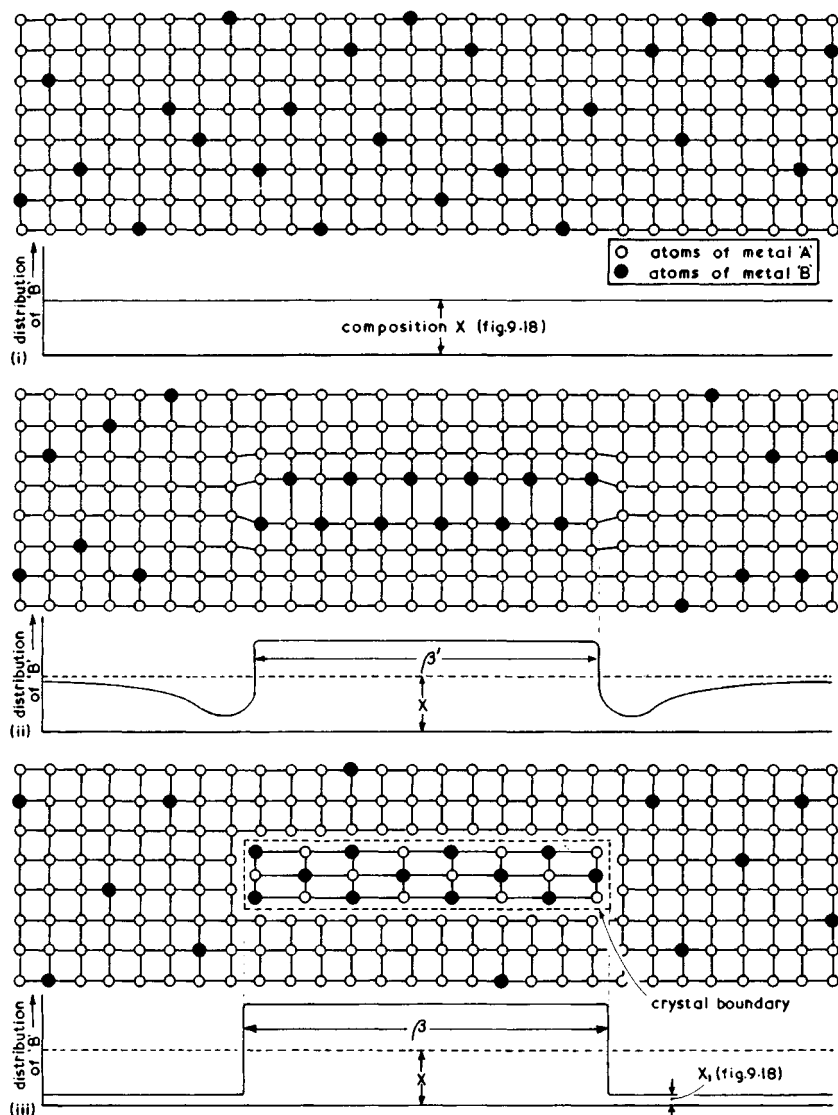 atoms of metal 'A'
atoms of metal 'B'
distribution
of 'B'
composition X (fig.9·18)
(i)
distribution
of 'B'
β'
X
(ii)
crystal boundary
distribution
of 'B'
β
X
X₁ (fig.9·18)
(iii)